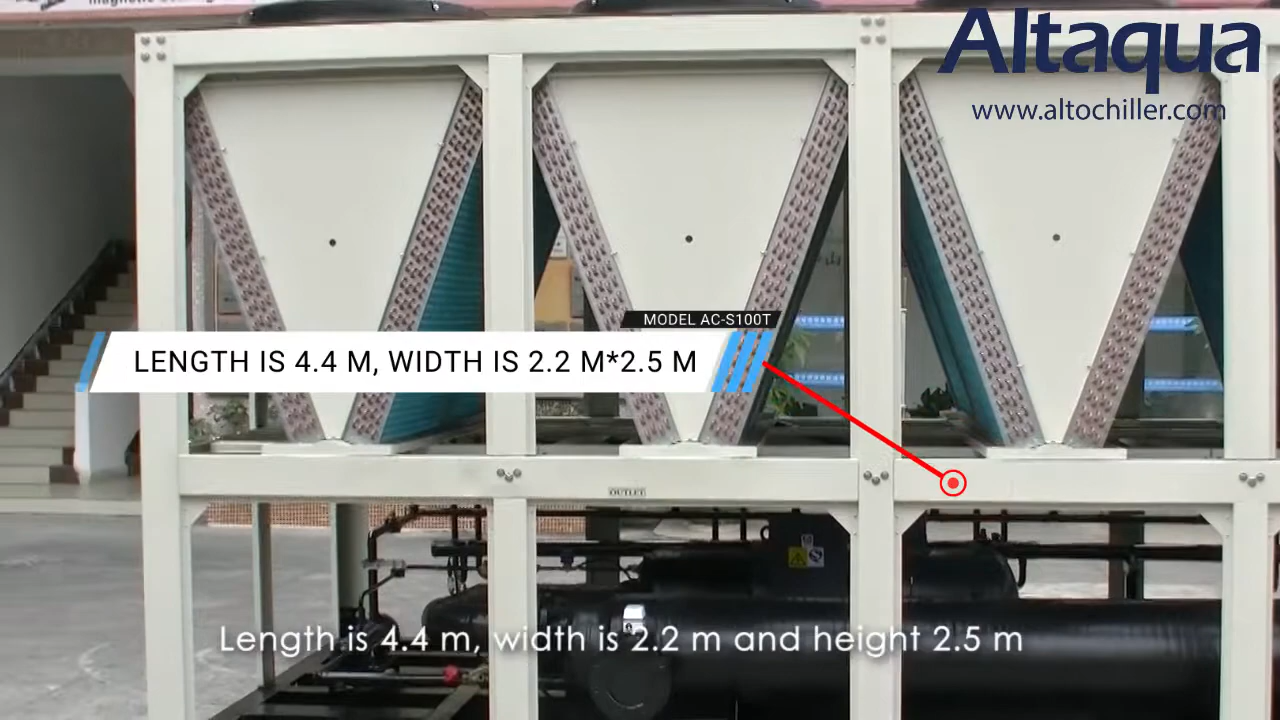 Altaqua
www.altochiller.com
MODEL AC-S100T
LENGTH IS 4.4 M, WIDTH IS 2.2 M*2.5 M
OUTLET
Length is 4.4 m, width is 2.2 m and height 2.5 m